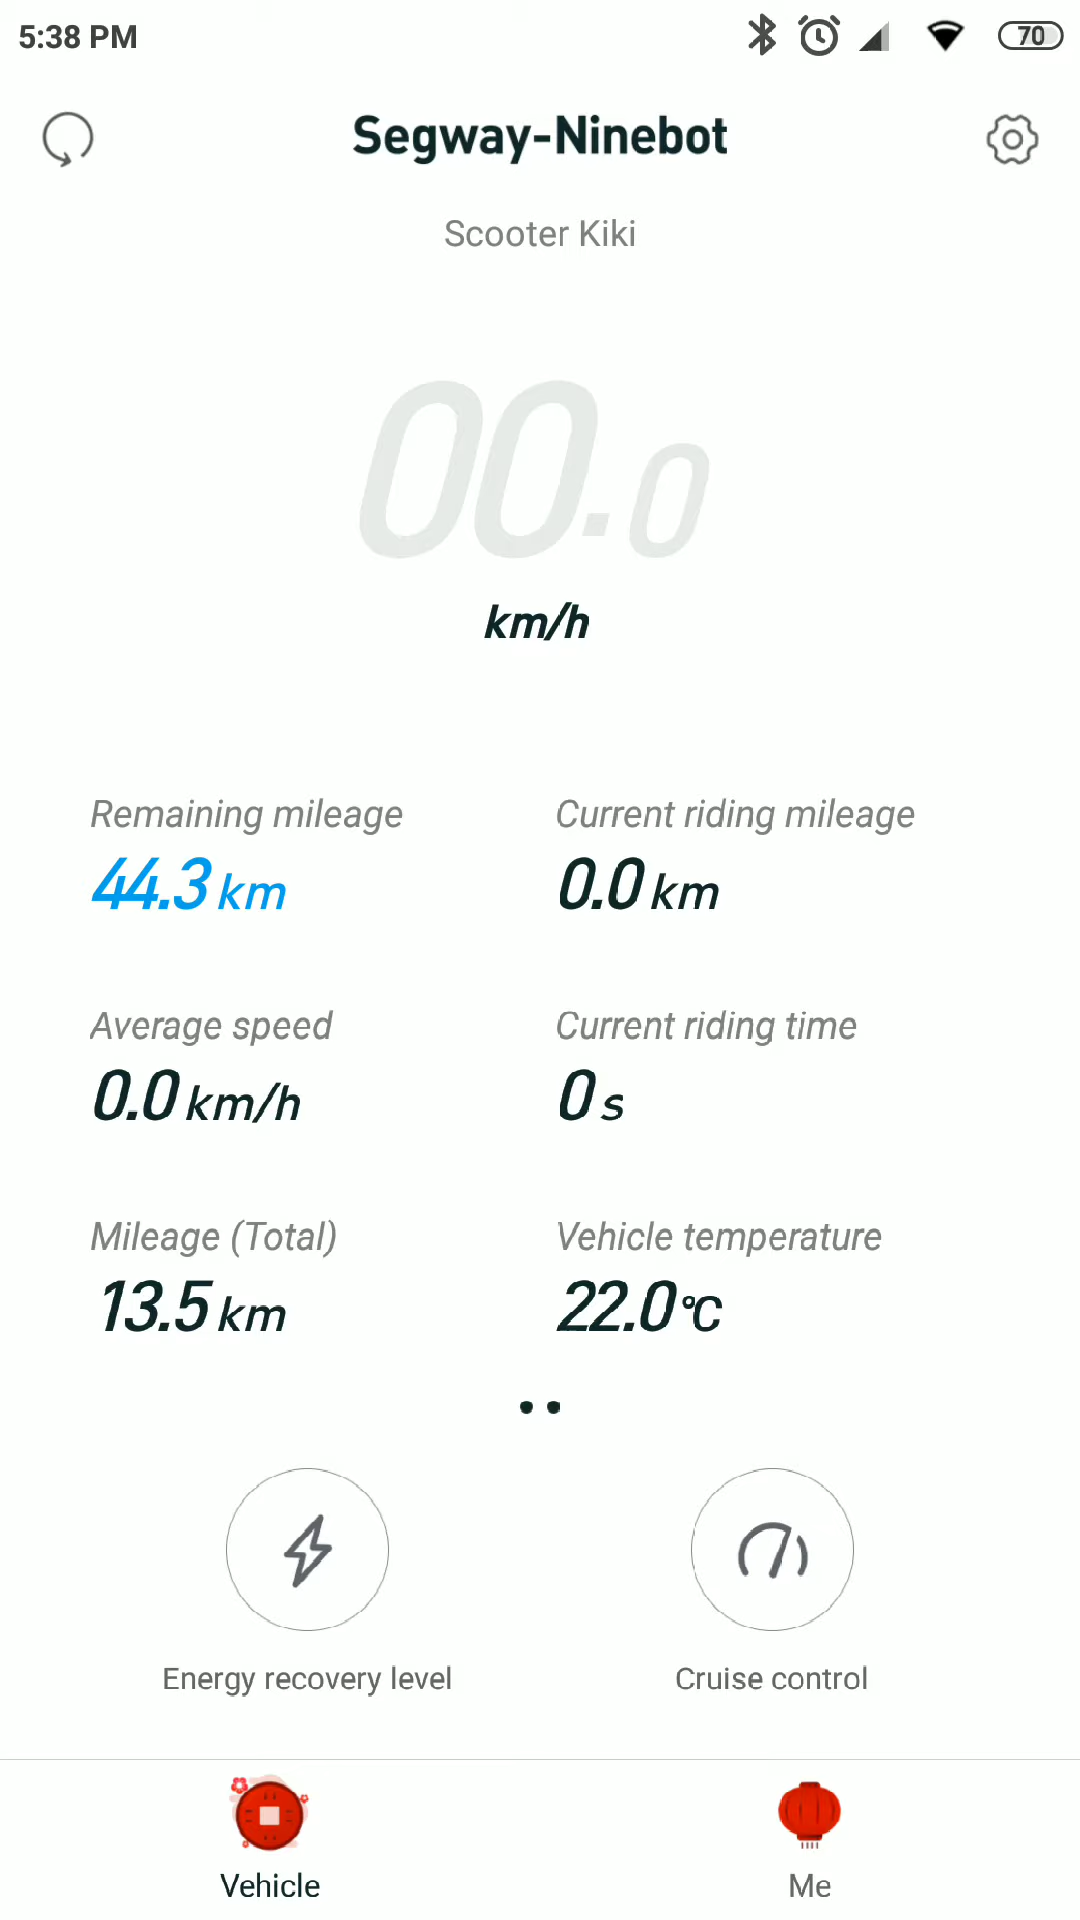 5:38 PM 70
Segway-Ninebot
Scooter Kiki
00.0
km/h
Remaining mileage Current riding mileage
44.3 km 0.0 km
Average speed Current riding time
0.0 km/h 0 s
Mileage (Total) Vehicle temperature
13.5 km 22.0 ℃
Energy recovery level Cruise control
Vehicle Me